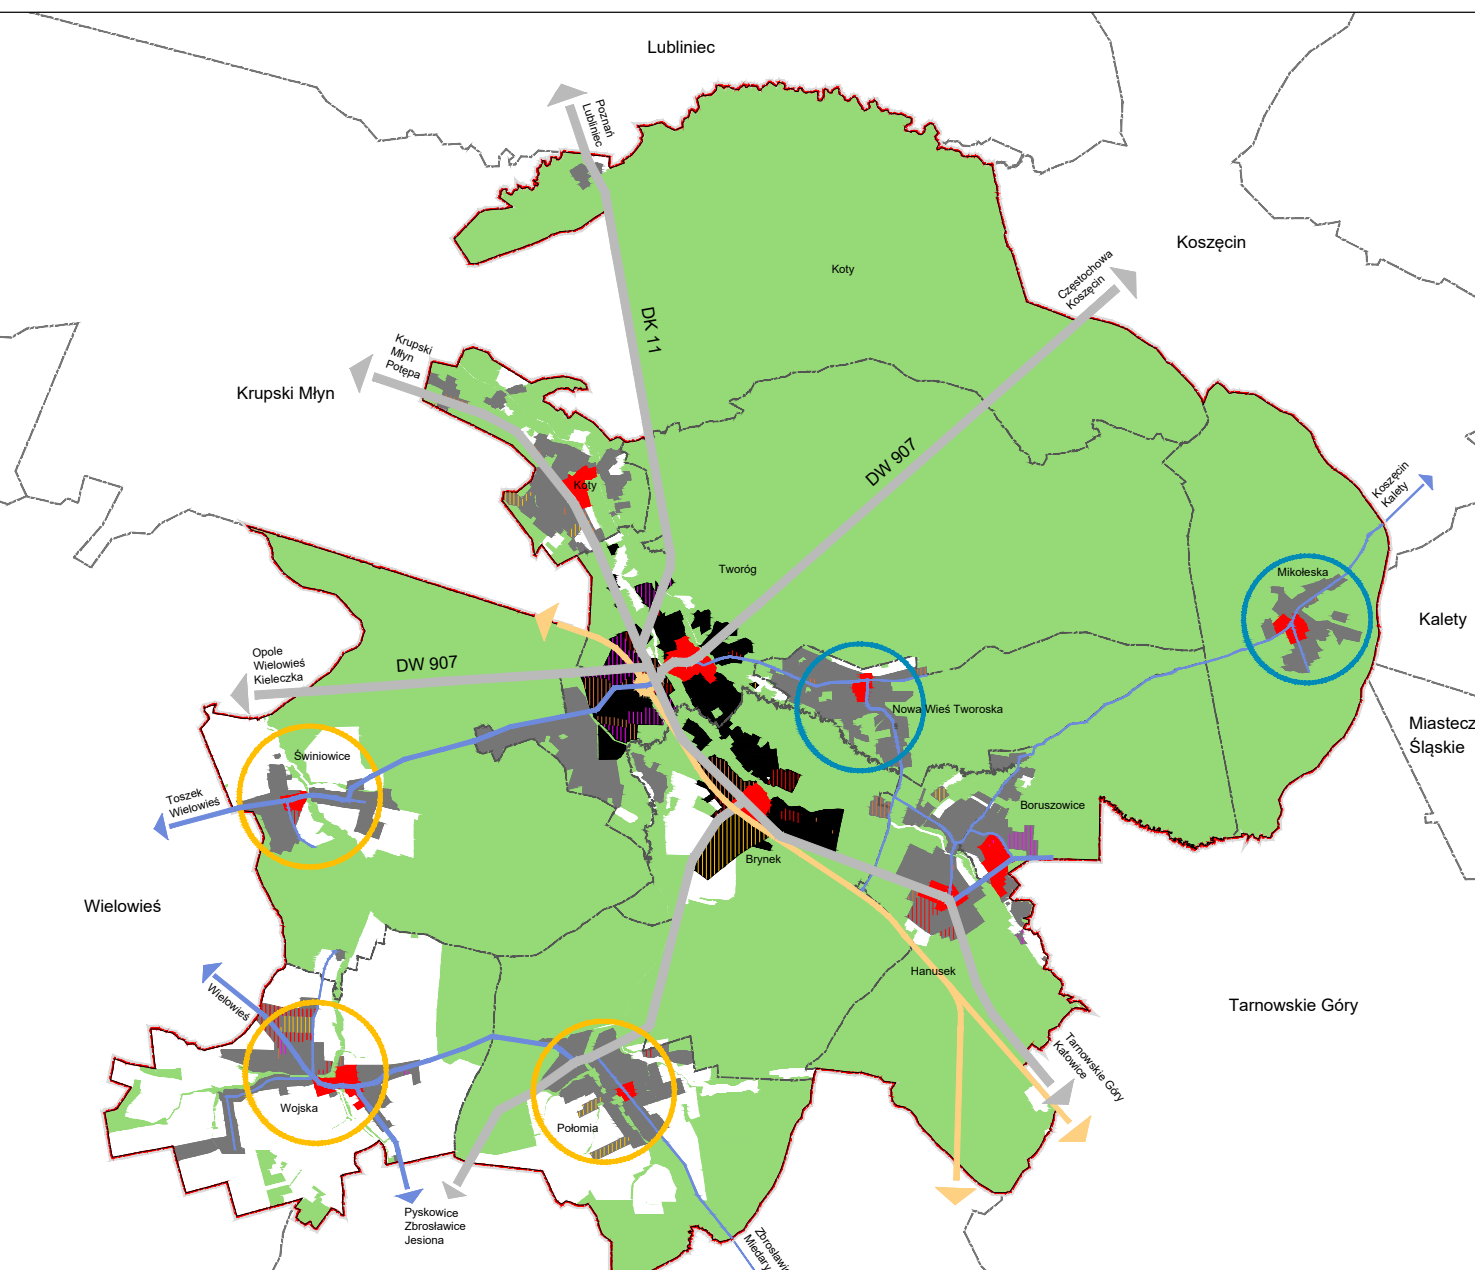 Lubliniec
Poznań
Lubliniec
Koszęcin
Częstochowa
Koszęcin
Koty
DK 11
Krupski
Młyn
Potępa
Krupski Młyn
DW 907
Koszęcin
Kalety
Koty
Tworóg
Mikołeska
Kalety
Opole
Wielowieś
Kieleczka
DW 907
Nowa Wieś Tworoska
Miastecz
Śląskie
Świniowice
Toszek
Wielowieś
Boruszowice
Brynek
Wielowieś
Hanusek
Wielowieś
Tarnowskie Góry
Tarnowskie Góry
Katowice
Wojska
Połomia
Pyskowice
Zbrosławice
Jesiona
Zbrosławi
Miedary